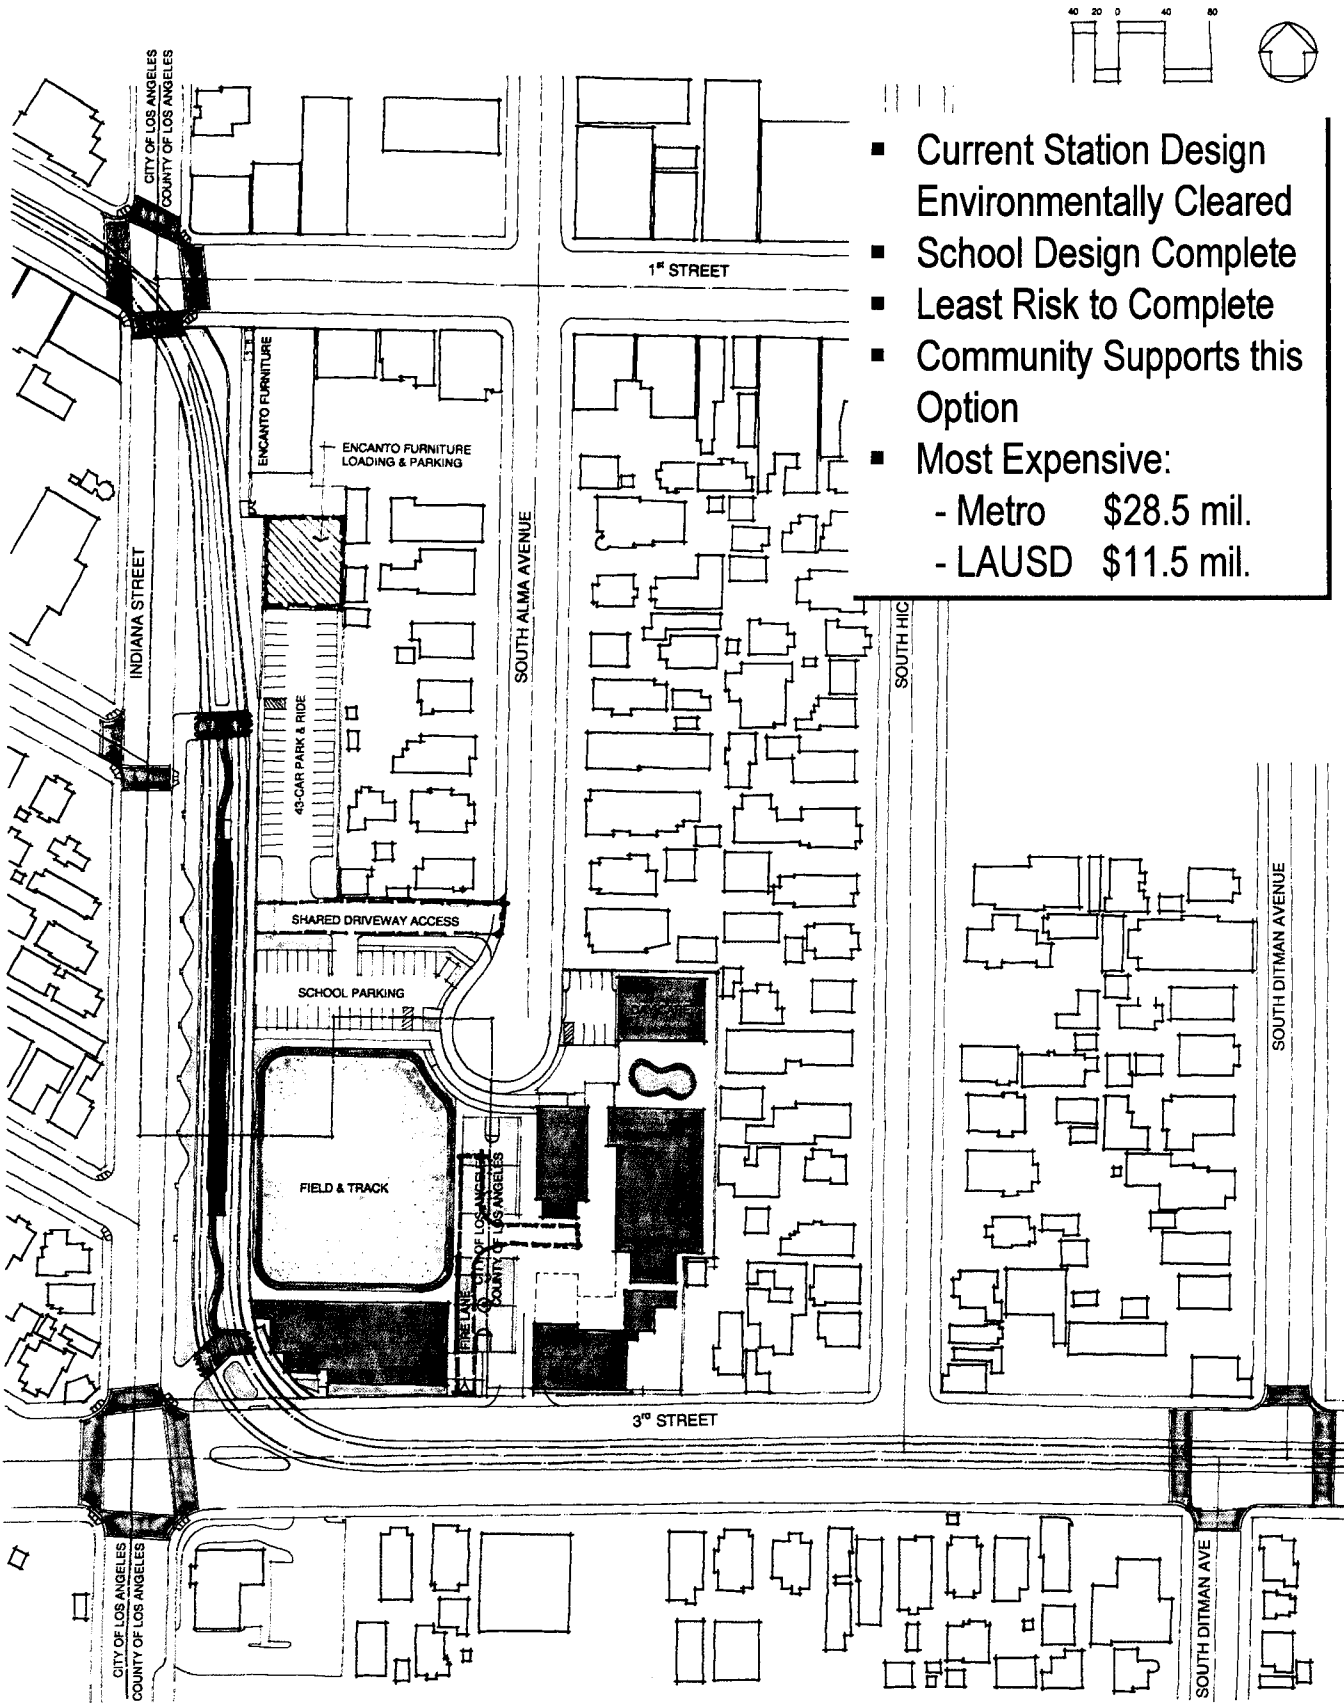 40 20 0 40 80
CITY OF LOS ANGELES
COUNTY OF LOS ANGELES
▪ Current Station Design
Environmentally Cleared
▪ School Design Complete
▪ Least Risk to Complete
▪ Community Supports this
Option
▪ Most Expensive:
- Metro $28.5 mil.
- LAUSD $11.5 mil.
1st STREET
ENCANTO FURNITURE
ENCANTO FURNITURE
LOADING & PARKING
INDIANA STREET
SOUTH ALMA AVENUE
SOUTH HIC
43-CAR PARK & RIDE
SHARED DRIVEWAY ACCESS
SCHOOL PARKING
SOUTH DITMAN AVENUE
FIELD & TRACK
FIRE LANE
CITY OF LOS ANGELES
COUNTY OF LOS ANGELES
3rd STREET
CITY OF LOS ANGELES
COUNTY OF LOS ANGELES
SOUTH DITMAN AVE